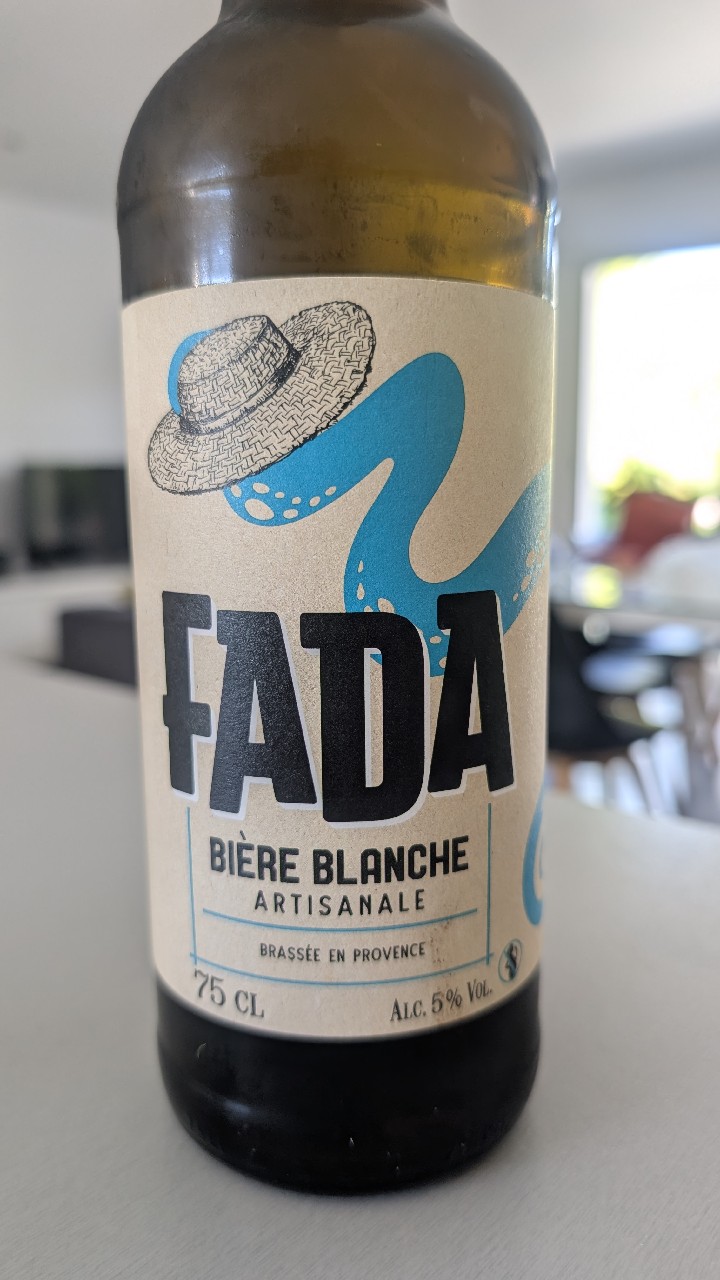 FADA
BIÈRE BLANCHE
ARTISANALE
BRASSÉE EN PROVENCE
75 CL
ALC. 5% VOL.